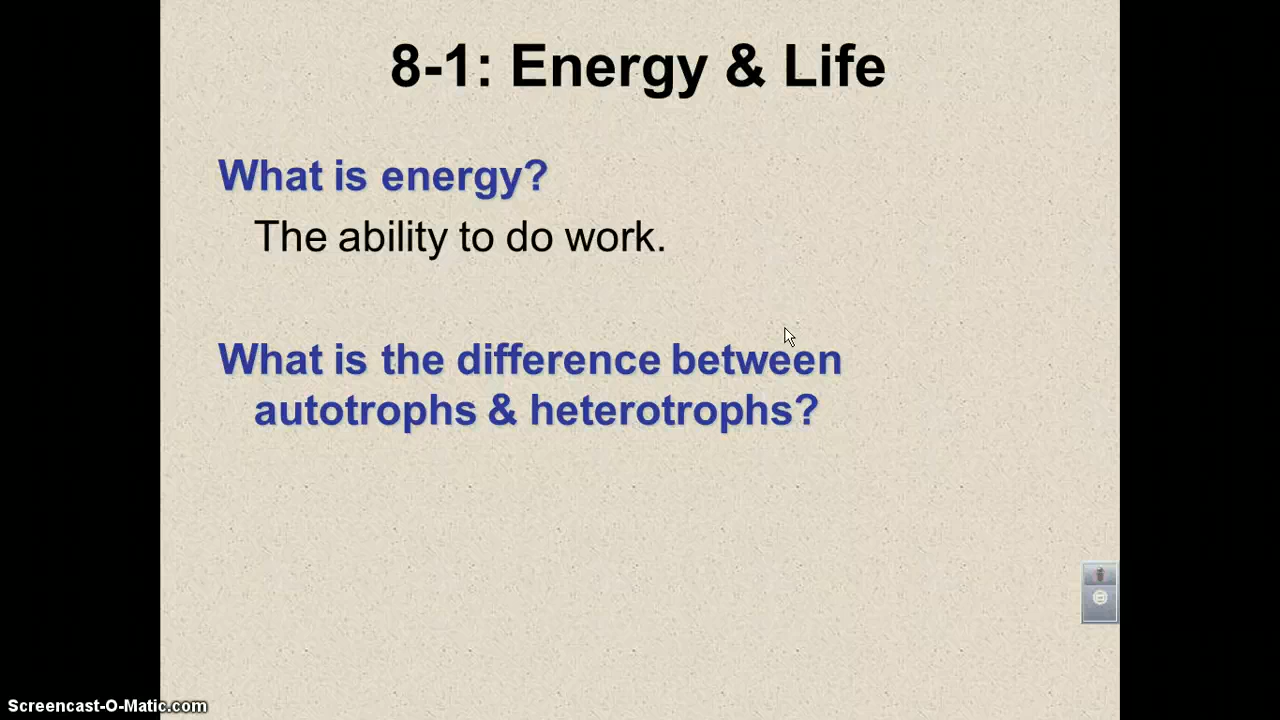 8-1: Energy & Life
What is energy?
The ability to do work.
What is the difference between
autotrophs & heterotrophs?
Screencast-O-Matic.com